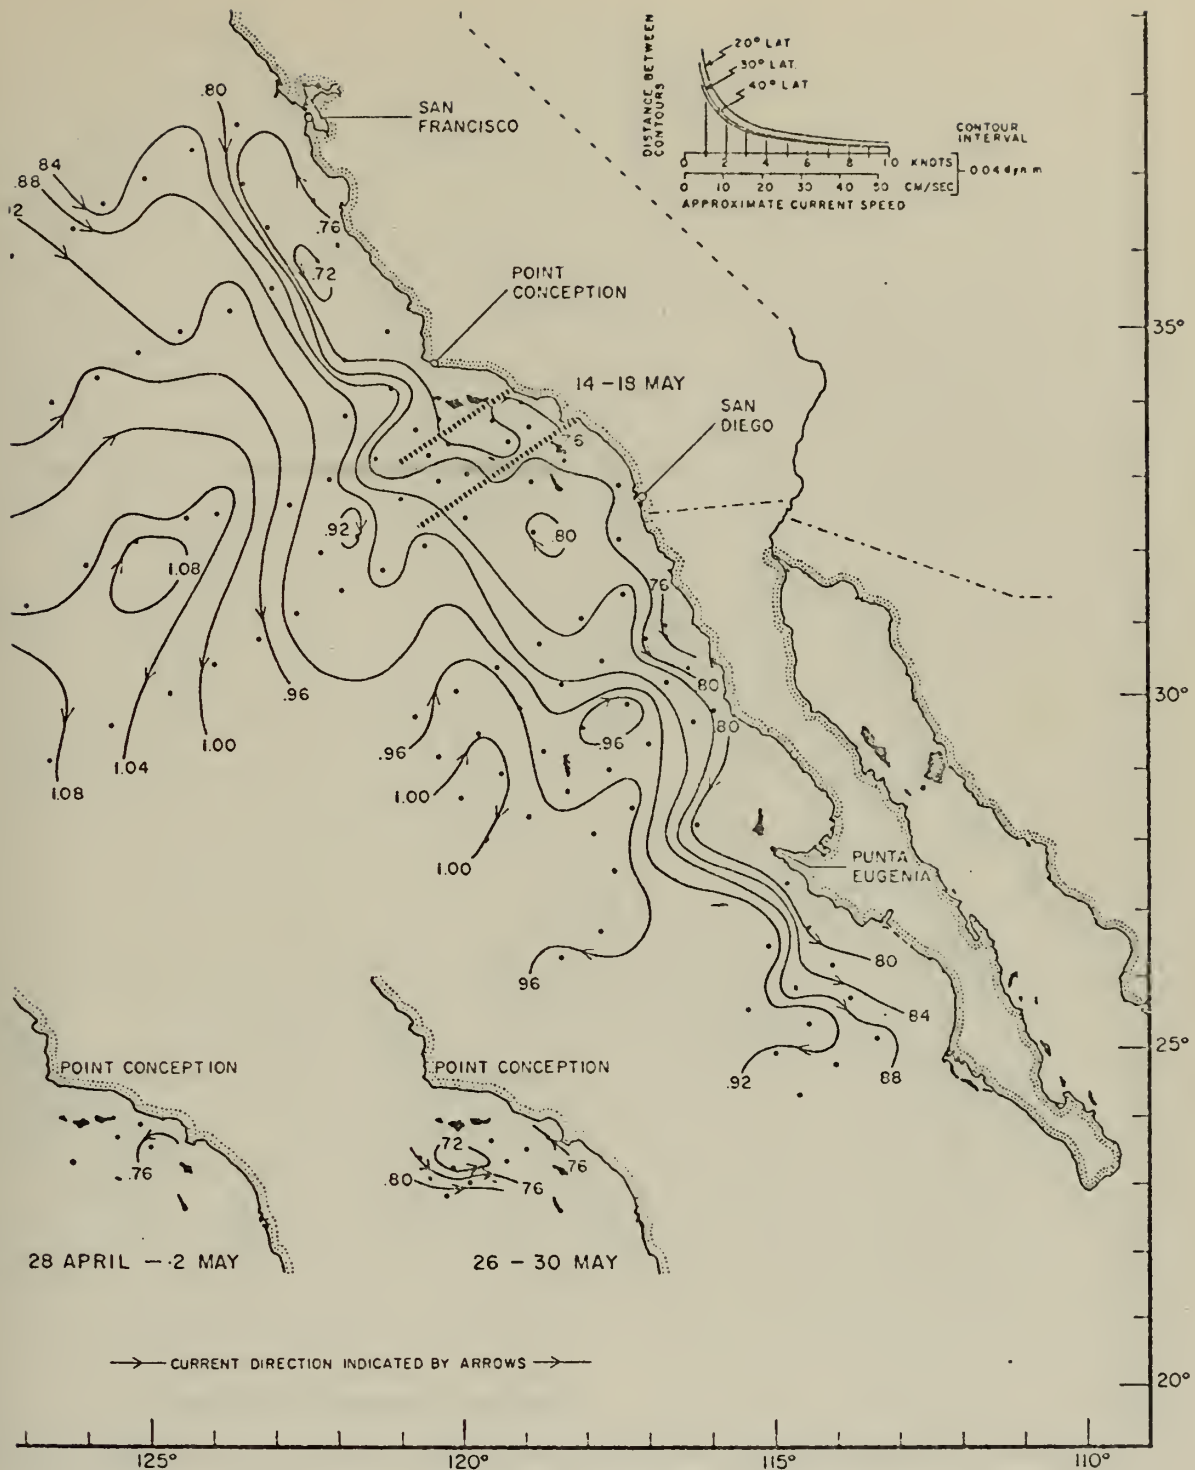 DISTANCE BETWEEN
CONTOURS
20° LAT
30° LAT.
40° LAT
CONTOUR
INTERVAL
0 2 4 6 8 10 KNOTS
0 10 20 30 40 50 CM/SEC
0.04 dyn m
APPROXIMATE CURRENT SPEED
.80
SAN
FRANCISCO
.84
.88
.76
.72
POINT
CONCEPTION
35°
14-18 MAY
SAN
DIEGO
.92
.80
1.08
.76
.96
.80
30°
.80
.96
.96
1.00
1.04
1.08
1.00
1.00
PUNTA
EUGENIA
.80
.96
.84
25°
.92
.88
POINT CONCEPTION
POINT CONCEPTION
.76
.72
.76
.80
.76
28 APRIL - 2 MAY
26 - 30 MAY
CURRENT DIRECTION INDICATED BY ARROWS
20°
125°
120°
115°
110°